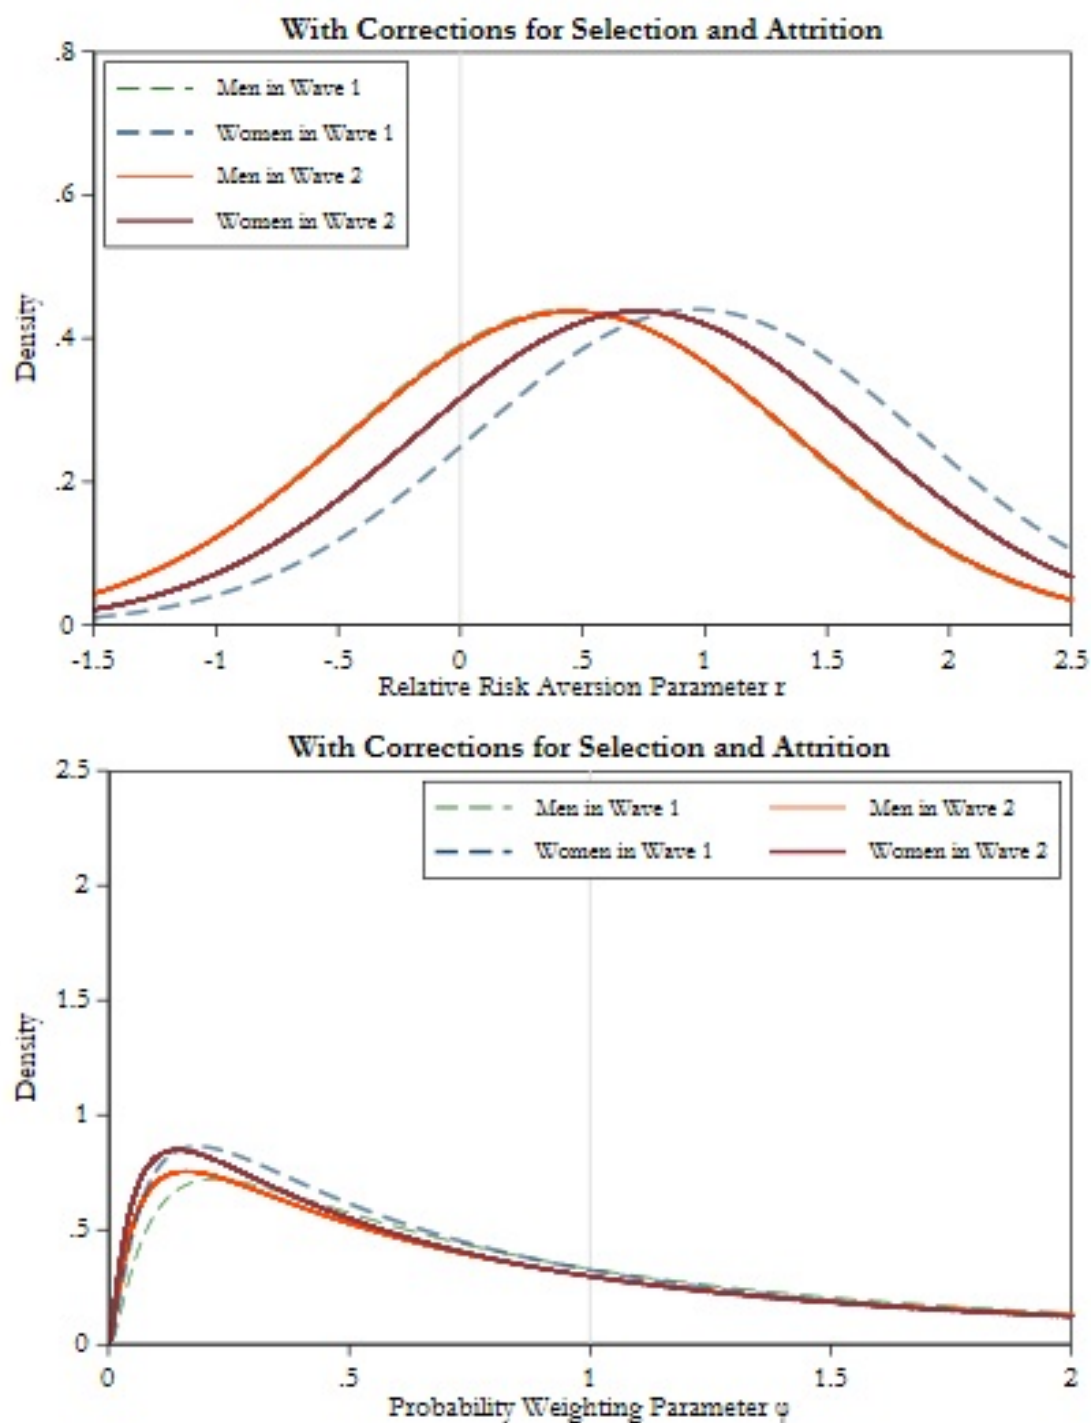 With Corrections for Selection and Attrition
.8
Men in Wave 1
Women in Wave 1
Men in Wave 2
Women in Wave 2
.6
Density
.4
.2
0
-1.5 -1 -.5 0 .5 1 1.5 2 2.5
Relative Risk Aversion Parameter r
With Corrections for Selection and Attrition
2.5
Men in Wave 1 Men in Wave 2
Women in Wave 1 Women in Wave 2
2
1.5
Density
1
.5
0
0 .5 1 1.5 2
Probability Weighting Parameter φ